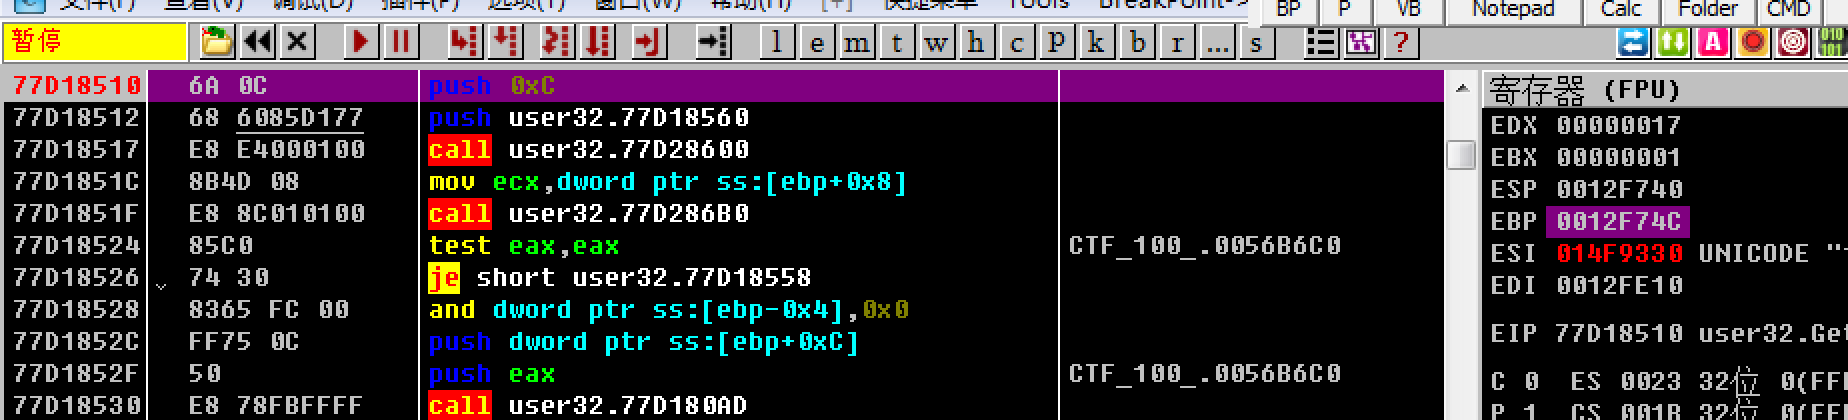 文件(F) 查看(V) 调试(D) 插件(P) 选项(T) 窗口(W) 帮助(H) [+] 快捷菜单 Tools BreakPoint->
BP P VB Notepad Calc Folder CMD
暂停 l e m t w h c P k b r ... s ?
寄存器 (FPU)
77D18510 6A 0C push 0xC
77D18512 68 6085D177 push user32.77D18560 EDX 00000017
77D18517 E8 E4000100 call user32.77D28600 EBX 00000001
77D1851C 8B4D 08 mov ecx,dword ptr ss:[ebp+0x8] ESP 0012F740
77D1851F E8 8C010100 call user32.77D286B0 EBP 0012F74C
77D18524 85C0 test eax,eax CTF_100_.0056B6C0 ESI 014F9330 UNICODE "
77D18526 74 30 je short user32.77D18558 EDI 0012FE10
77D18528 8365 FC 00 and dword ptr ss:[ebp-0x4],0x0
77D1852C FF75 0C push dword ptr ss:[ebp+0xC] EIP 77D18510 user32.Get
77D1852F 50 push eax CTF_100_.0056B6C0 C 0 ES 0023 32位 0(FFF
77D18530 E8 78FBFFFF call user32.77D180AD P 1 CS 001B 32位 0(FFF